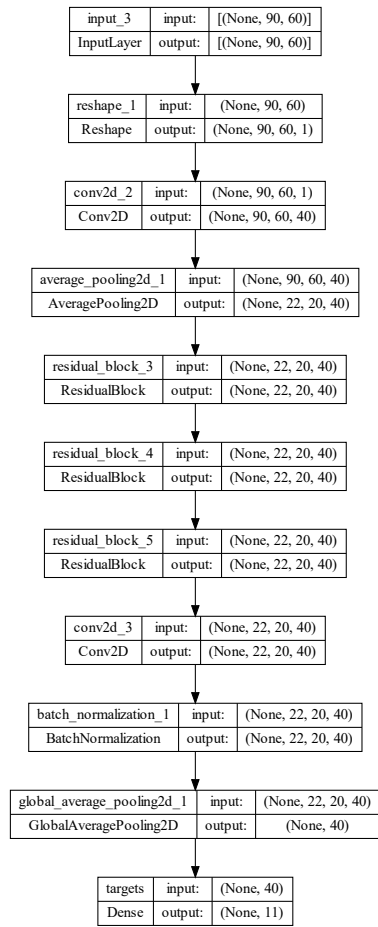 input_3 input: [(None, 90, 60)]
InputLayer output: [(None, 90, 60)]
reshape_1 input: (None, 90, 60)
Reshape output: (None, 90, 60, 1)
conv2d_2 input: (None, 90, 60, 1)
Conv2D output: (None, 90, 60, 40)
average_pooling2d_1 input: (None, 90, 60, 40)
AveragePooling2D output: (None, 22, 20, 40)
residual_block_3 input: (None, 22, 20, 40)
ResidualBlock output: (None, 22, 20, 40)
residual_block_4 input: (None, 22, 20, 40)
ResidualBlock output: (None, 22, 20, 40)
residual_block_5 input: (None, 22, 20, 40)
ResidualBlock output: (None, 22, 20, 40)
conv2d_3 input: (None, 22, 20, 40)
Conv2D output: (None, 22, 20, 40)
batch_normalization_1 input: (None, 22, 20, 40)
BatchNormalization output: (None, 22, 20, 40)
global_average_pooling2d_1 input: (None, 22, 20, 40)
GlobalAveragePooling2D output: (None, 40)
targets input: (None, 40)
Dense output: (None, 11)